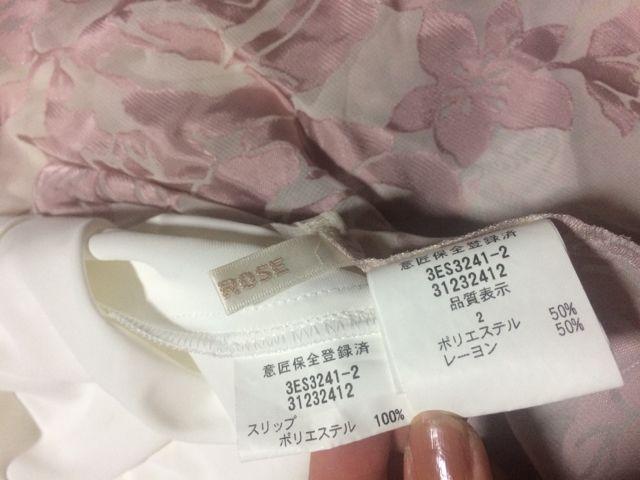 ROSE
意匠保全登録済
3ES3241-2
31232412
品質表示
2
ポリエステル 50%
レーヨン 50%
意匠保全登録済
3ES3241-2
31232412
スリップ
ポリエステル 100%